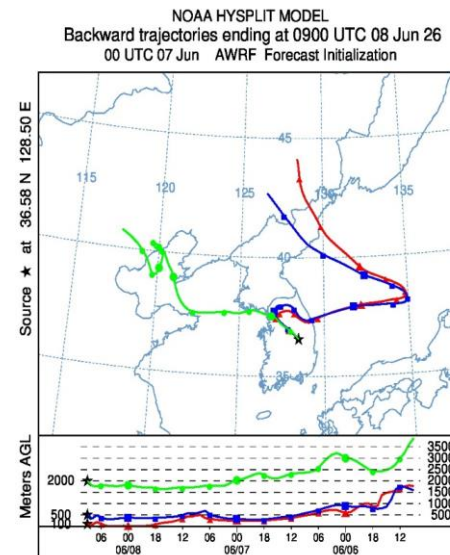 NOAA HYSPLIT MODEL
Backward trajectories ending at 0900 UTC 08 Jun 26
00 UTC 07 Jun AWRF Forecast Initialization
Source ★ at 36.58 N 128.50 E
45
115
120
125
130
135
40
35
Meters AGL
2000
500
100
3500
3000
2500
2000
1500
1000
500
06 00 18 12 06 00 18 12 06 00 18 12
06/08 06/07 06/05